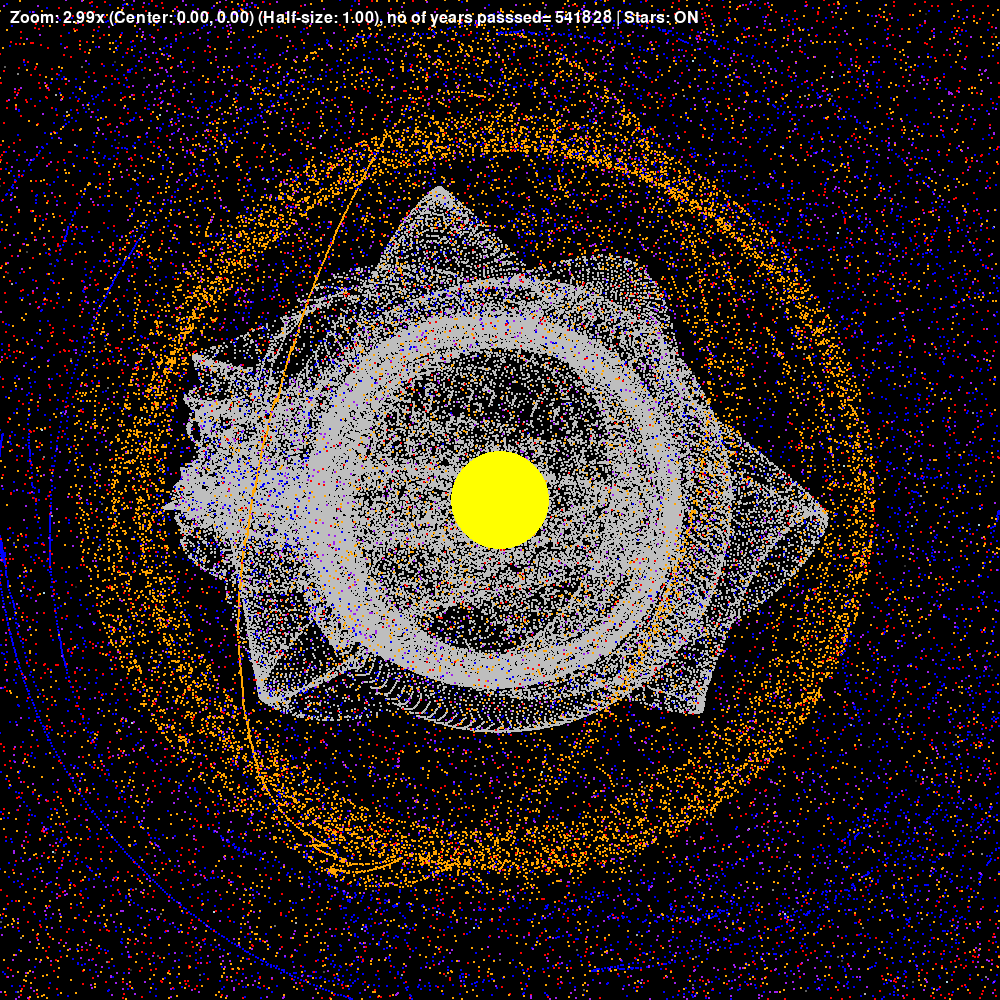 Zoom: 2.99x (Center: 0.00, 0.00) (Half-size: 1.00), no of years passsed= 541828 | Stars: ON